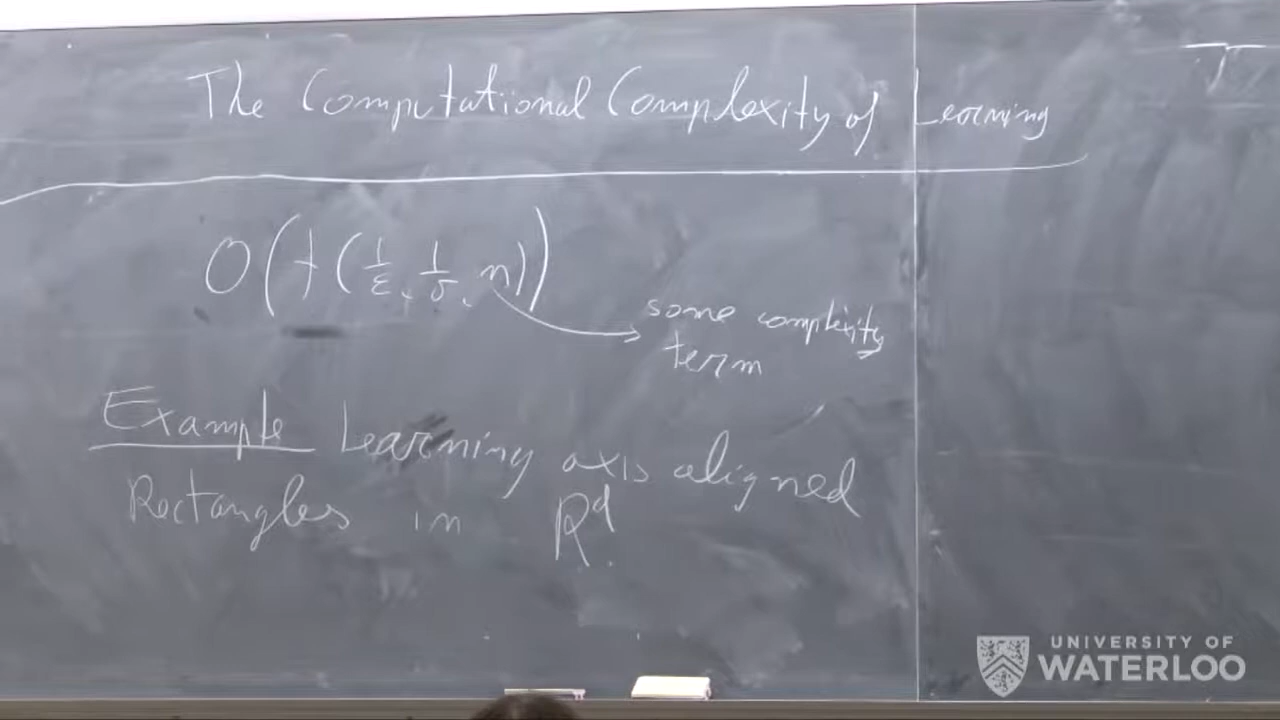 The Computational Complexity of Learning
O(f(1/ε, 1/δ, n))
some complexity
term
Example Learning axis aligned
Rectangles in R^d.
UNIVERSITY OF
WATERLOO